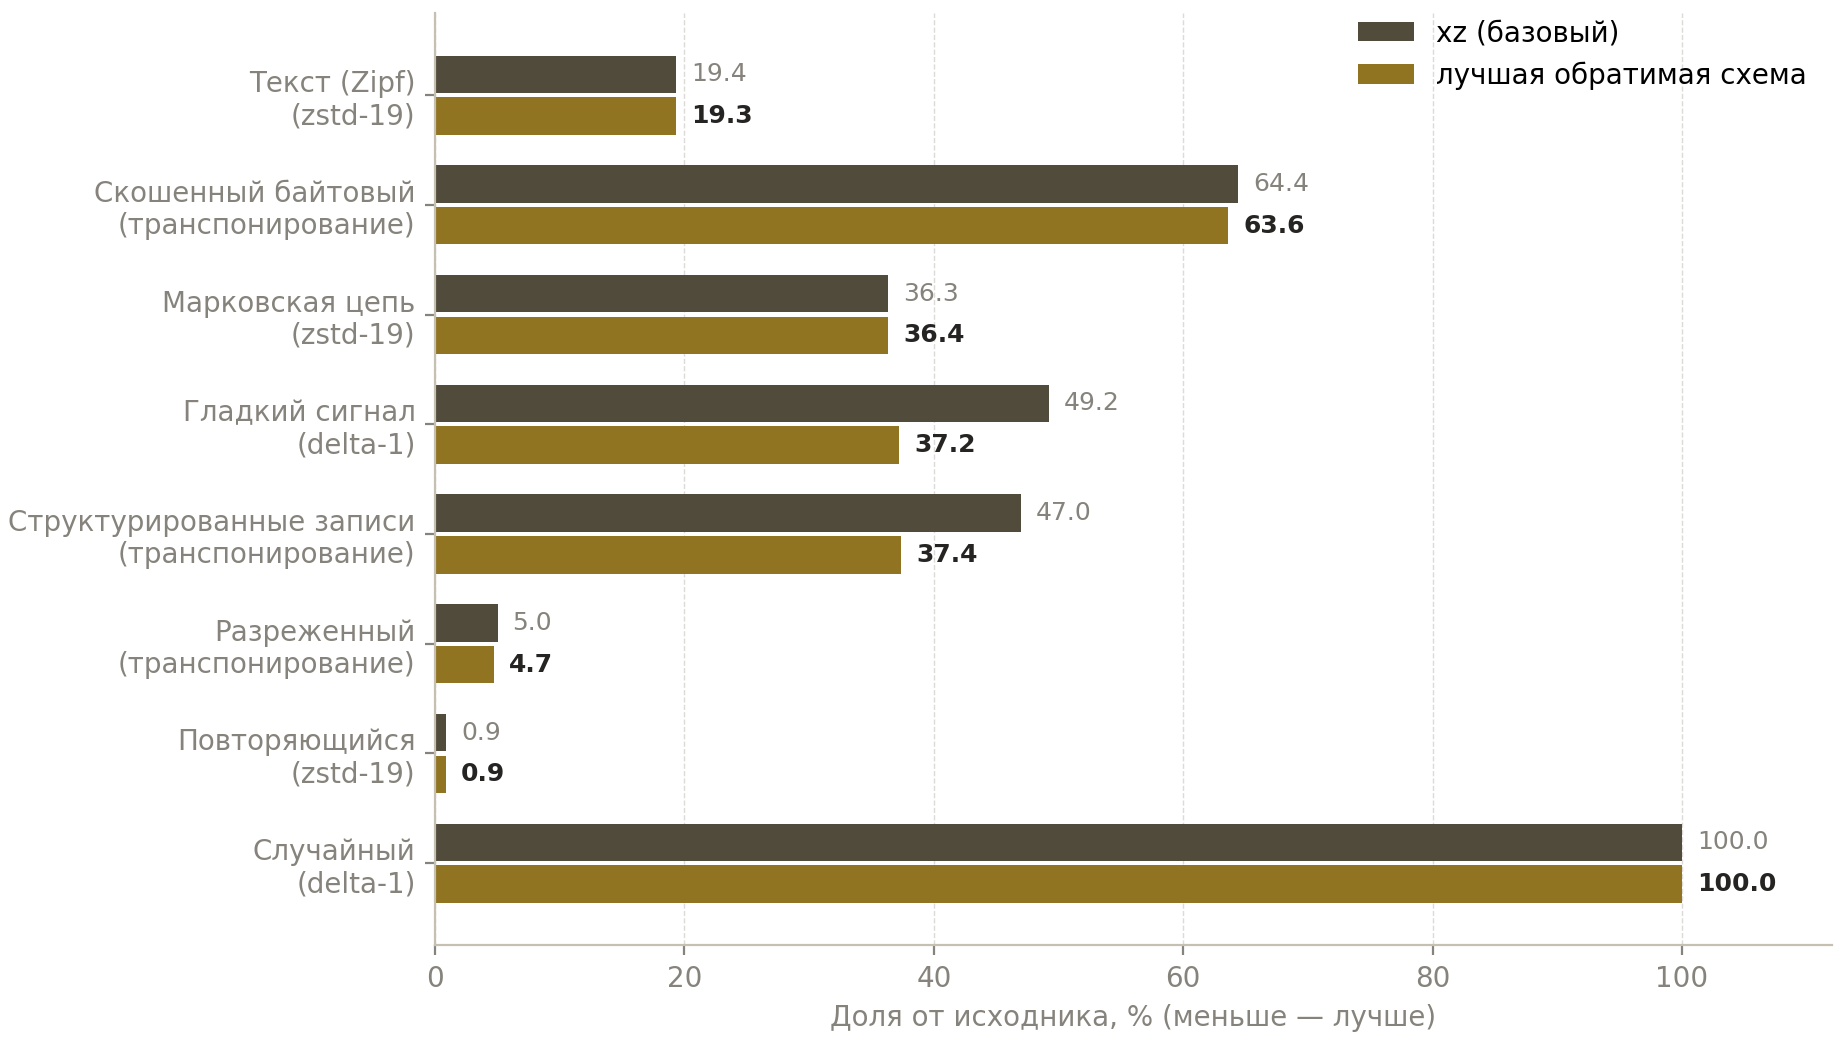 xz (базовый)
лучшая обратимая схема
Текст (Zipf)
(zstd-19)
19.4
19.3
Скошенный байтовый
(транспонирование)
64.4
63.6
Марковская цепь
(zstd-19)
36.3
36.4
Гладкий сигнал
(delta-1)
49.2
37.2
Структурированные записи
(транспонирование)
47.0
37.4
Разреженный
(транспонирование)
5.0
4.7
Повторяющийся
(zstd-19)
0.9
0.9
Случайный
(delta-1)
100.0
100.0
0 20 40 60 80 100
Доля от исходника, % (меньше — лучше)